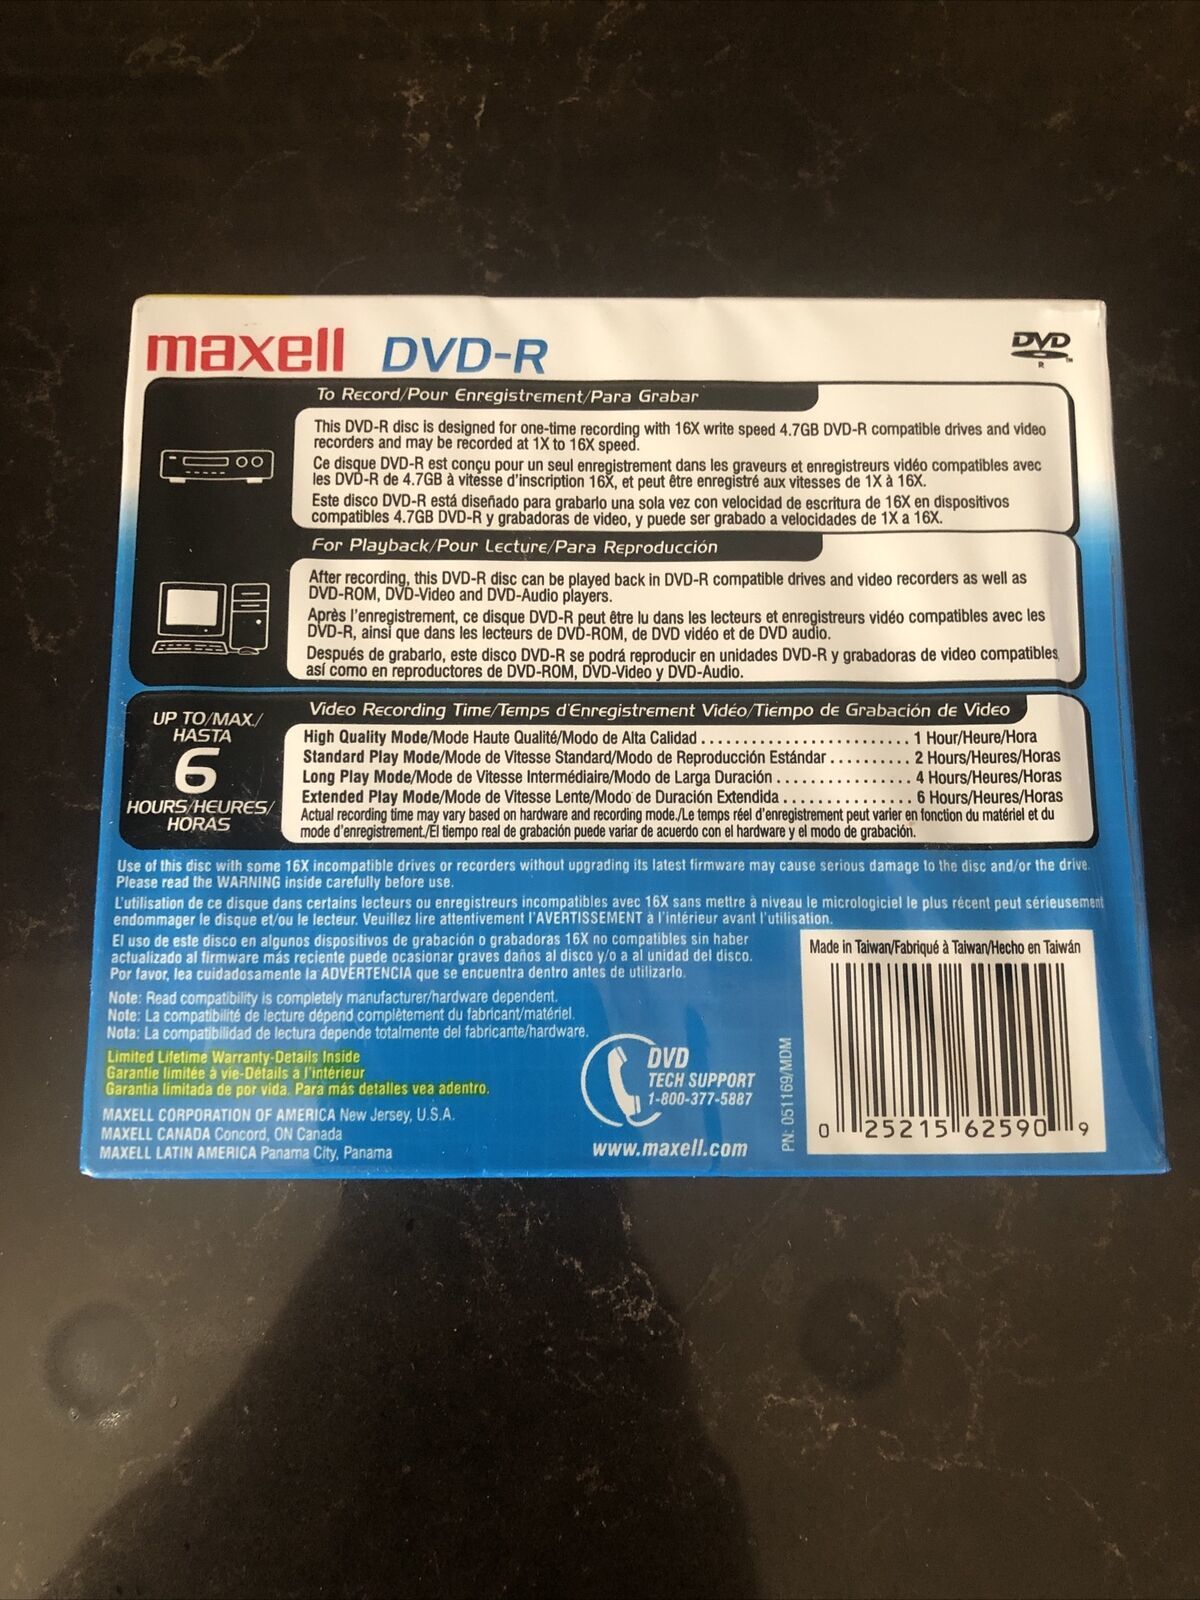 maxell DVD-R
DVD
R
TM
To Record/Pour Enregistrement/Para Grabar
This DVD-R disc is designed for one-time recording with 16X write speed 4.7GB DVD-R compatible drives and video
recorders and may be recorded at 1X to 16X speed.
Ce disque DVD-R est conçu pour un seul enregistrement dans les graveurs et enregistreurs vidéo compatibles avec
les DVD-R de 4.7GB à vitesse d'inscription 16X, et peut être enregistré aux vitesses de 1X à 16X.
Este disco DVD-R está diseñado para grabarlo una sola vez con velocidad de escritura de 16X en dispositivos
compatibles 4.7GB DVD-R y grabadoras de video, y puede ser grabado a velocidades de 1X a 16X.
For Playback/Pour Lecture/Para Reproducción
After recording, this DVD-R disc can be played back in DVD-R compatible drives and video recorders as well as
DVD-ROM, DVD-Video and DVD-Audio players.
Après l'enregistrement, ce disque DVD-R peut être lu dans les lecteurs et enregistreurs vidéo compatibles avec les
DVD-R, ainsi que dans les lecteurs de DVD-ROM, de DVD vidéo et de DVD audio.
Después de grabarlo, este disco DVD-R se podrá reproducir en unidades DVD-R y grabadoras de video compatibles,
así como en reproductores de DVD-ROM, DVD-Video y DVD-Audio.
UP TO/MAX./
HASTA
6
HOURS/HEURES/
HORAS
Video Recording Time/Temps d'Enregistrement Vidéo/Tiempo de Grabación de Video
High Quality Mode/Mode Haute Qualité/Modo de Alta Calidad ........................ 1 Hour/Heure/Hora
Standard Play Mode/Mode de Vitesse Standard/Modo de Reproducción Estándar .......... 2 Hours/Heures/Horas
Long Play Mode/Mode de Vitesse Intermédiaire/Modo de Larga Duración ................ 4 Hours/Heures/Horas
Extended Play Mode/Mode de Vitesse Lente/Modo de Duración Extendida ............... 6 Hours/Heures/Horas
Actual recording time may vary based on hardware and recording mode./Le temps réel d'enregistrement peut varier en fonction du matériel et du
mode d'enregistrement./El tiempo real de grabación puede variar de acuerdo con el hardware y el modo de grabación.
Use of this disc with some 16X incompatible drives or recorders without upgrading its latest firmware may cause serious damage to the disc and/or the drive.
Please read the WARNING inside carefully before use.
L'utilisation de ce disque dans certains lecteurs ou enregistreurs incompatibles avec 16X sans mettre à niveau le micrologiciel le plus récent peut sérieusement
endommager le disque et/ou le lecteur. Veuillez lire attentivement l'AVERTISSEMENT à l'intérieur avant l'utilisation.
El uso de este disco en algunos dispositivos de grabación o grabadoras 16X no compatibles sin haber
actualizado al firmware más reciente puede ocasionar graves daños al disco y/o a al unidad del disco.
Por favor, lea cuidadosamente la ADVERTENCIA que se encuentra dentro antes de utilizarlo.
Note: Read compatibility is completely manufacturer/hardware dependent.
Note: La compatibilité de lecture dépend complètement du fabricant/matériel.
Nota: La compatibilidad de lectura depende totalmente del fabricante/hardware.
Limited Lifetime Warranty-Details Inside
Garantie limitée à vie-Détails à l'intérieur
Garantía limitada de por vida. Para más detalles vea adentro.
MAXELL CORPORATION OF AMERICA New Jersey, U.S.A.
MAXELL CANADA Concord, ON Canada
MAXELL LATIN AMERICA Panama City, Panama
DVD
TECH SUPPORT
1-800-377-5887
www.maxell.com
PN: 051169/MDM
Made in Taiwan/Fabriqué à Taiwan/Hecho en Taiwán
0 25215 62590 9